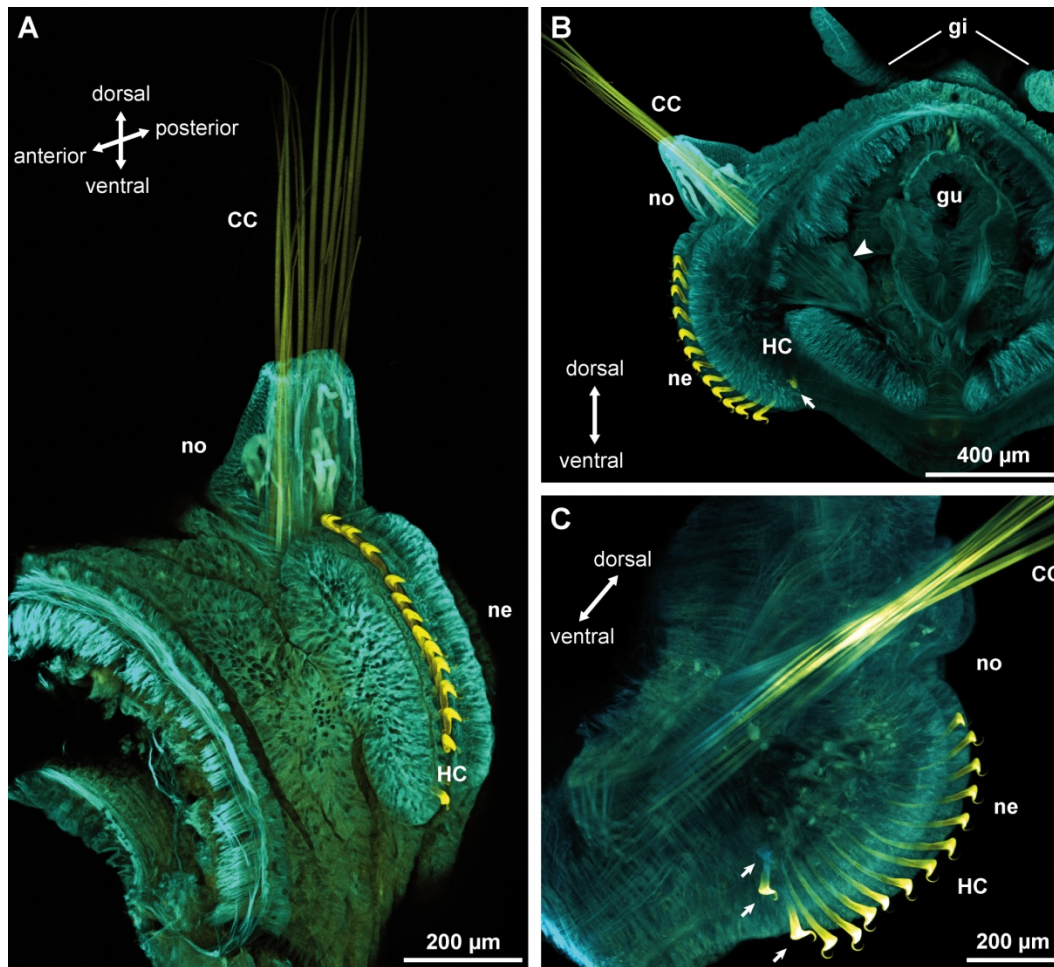 A
dorsal
posterior
anterior
ventral
CC
no
ne
HC
200 µm
B
gi
CC
no
gu
HC
ne
dorsal
ventral
400 µm
C
dorsal
ventral
CC
no
ne
HC
200 µm